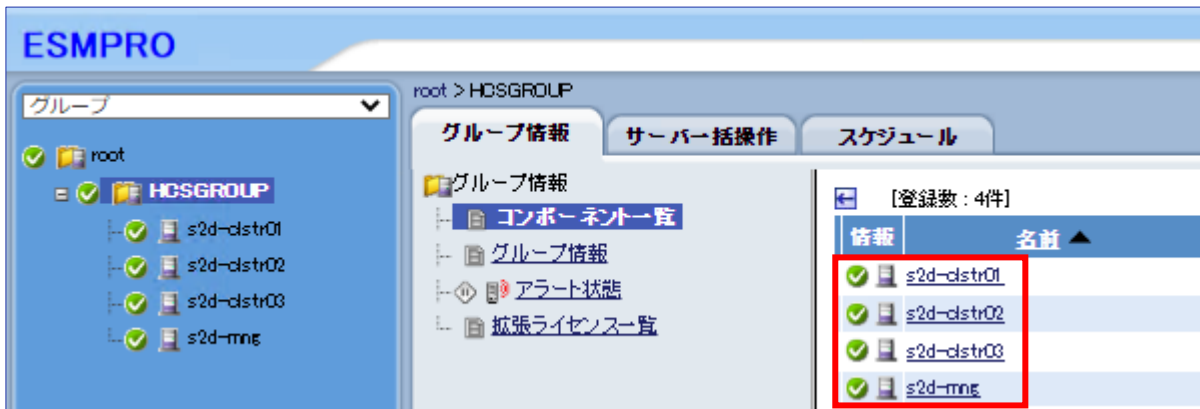 ESMPRO
グループ
root
HCSGROUP
s2d-clstr01
s2d-clstr02
s2d-clstr03
s2d-mng
root > HCSGROUP
グループ情報
サーバー括操作
スケジュール
グループ情報
コンポーネント一覧
グループ情報
アラート状態
拡張ライセンス一覧
[登録数 : 4件]
情報 名前
s2d-clstr01
s2d-clstr02
s2d-clstr03
s2d-mng